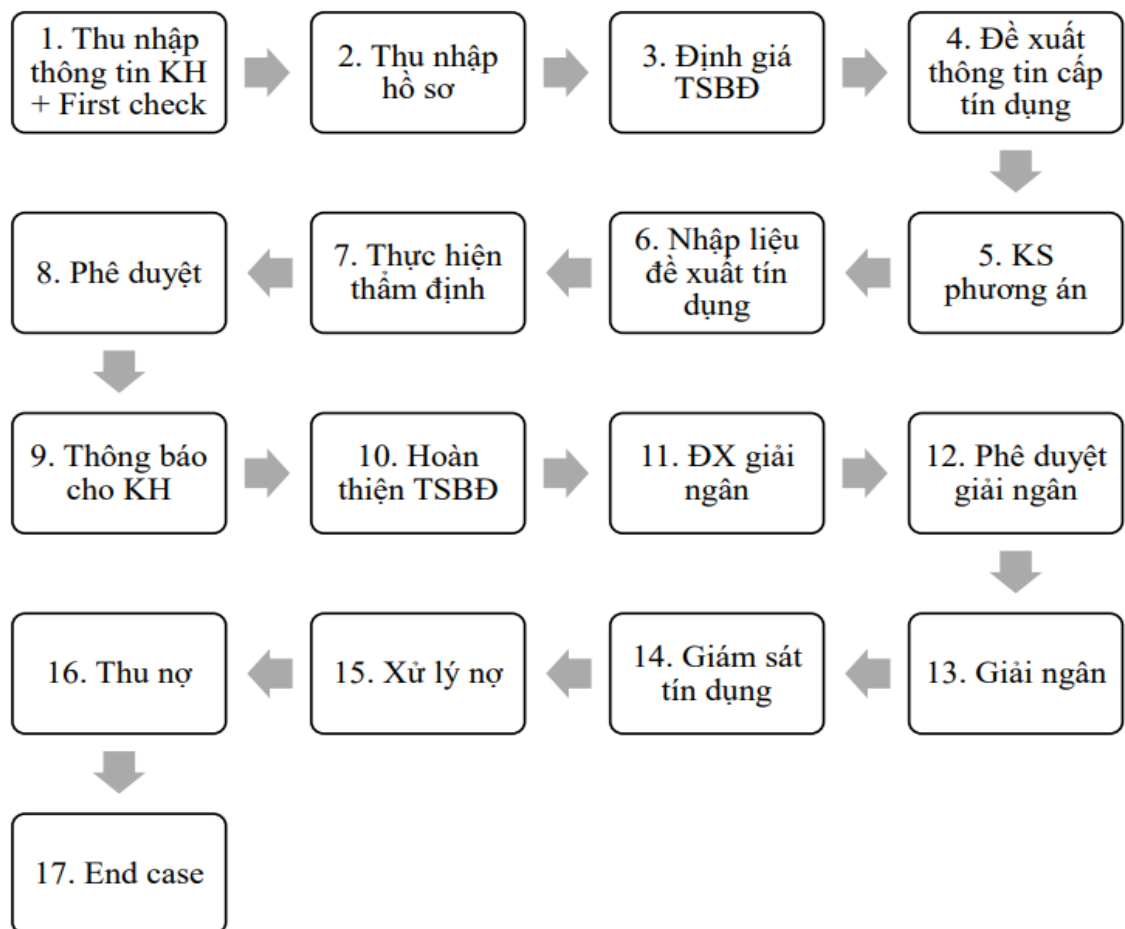 1. Thu nhập
thông tin KH
+ First check
2. Thu nhập
hồ sơ
3. Định giá
TSBĐ
4. Đề xuất
thông tin cấp
tín dụng
5. KS
phương án
6. Nhập liệu
đề xuất tín
dụng
7. Thực hiện
thẩm định
8. Phê duyệt
9. Thông báo
cho KH
10. Hoàn
thiện TSBĐ
11. ĐX giải
ngân
12. Phê duyệt
giải ngân
13. Giải ngân
14. Giám sát
tín dụng
15. Xử lý nợ
16. Thu nợ
17. End case